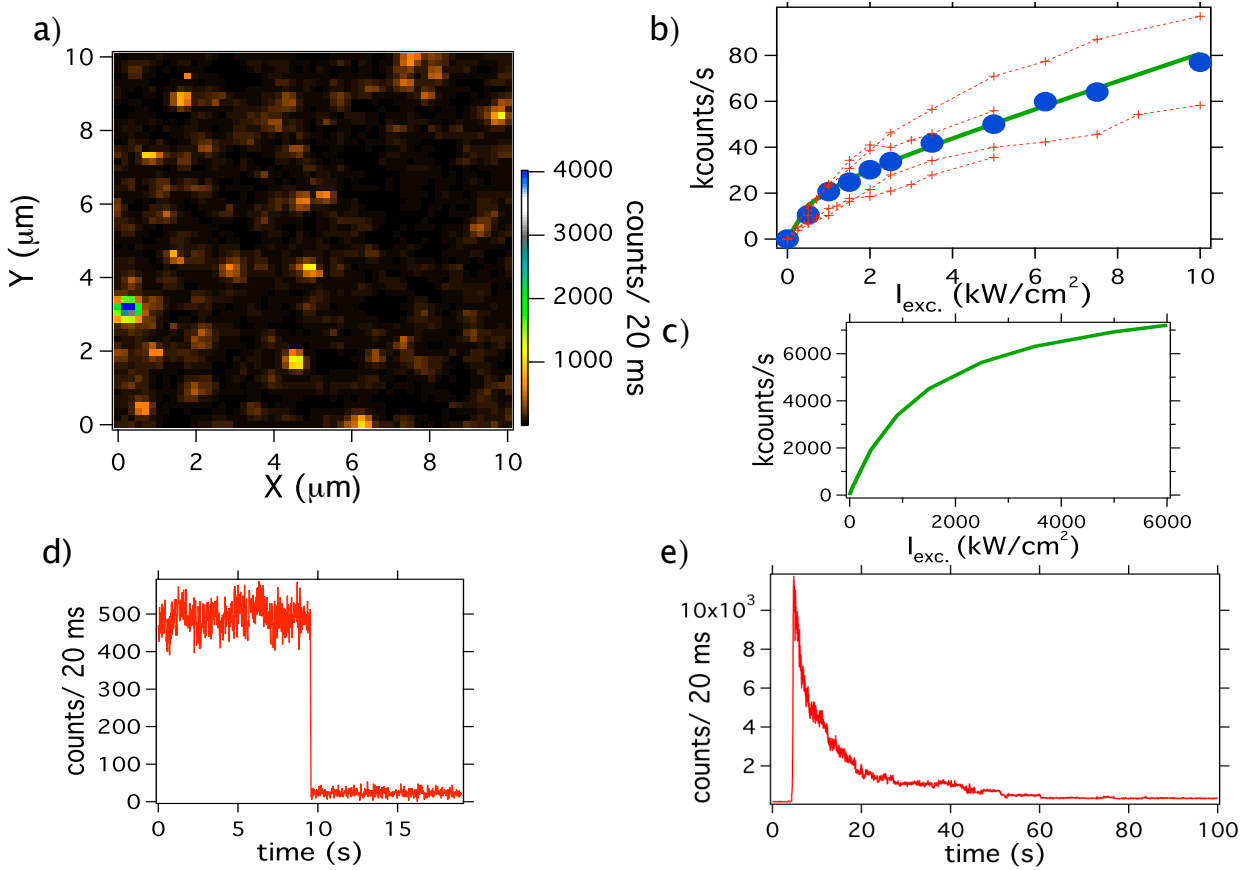 a)
10
8
6
4
2
0
Y (μm)
0 2 4 6 8 10
X (μm)
4000
3000
2000
1000
counts/ 20 ms
b)
80
60
40
20
0
kcounts/s
0 2 4 6 8 10
Iexc. (kW/cm²)
c)
6000
4000
2000
0
kcounts/s
0 2000 4000 6000
Iexc. (kW/cm²)
d)
500
400
300
200
100
0
counts/ 20 ms
0 5 10 15
time (s)
e)
10x10³
8
6
4
2
counts/ 20 ms
0 20 40 60 80 100
time (s)